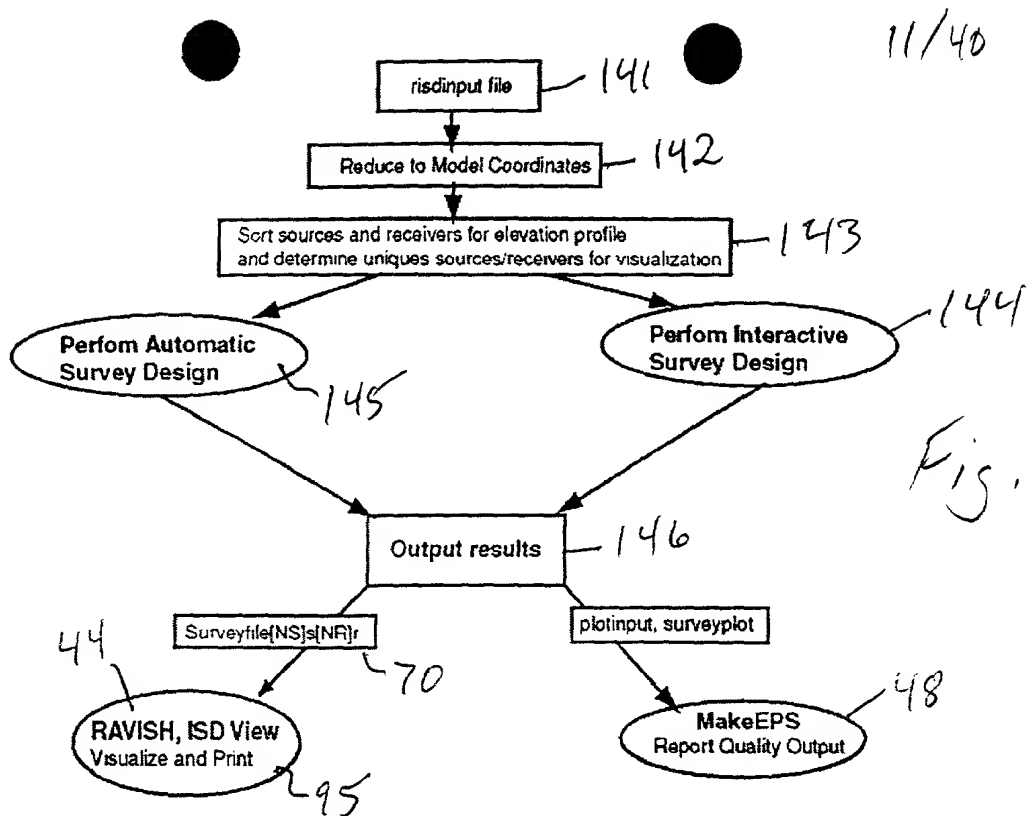 11/40
risdinput file
141
Reduce to Model Coordinates
142
Sort sources and receivers for elevation profile
and determine uniques sources/receivers for visualization
143
Perfom Automatic
Survey Design
145
Perfom Interactive
Survey Design
144
Fig.
Output results
146
Surveyfile[NS]s[NR]r
70
plotinput, surveyplot
44
RAVISH, ISD View
Visualize and Print
95
MakeEPS
Report Quality Output
48